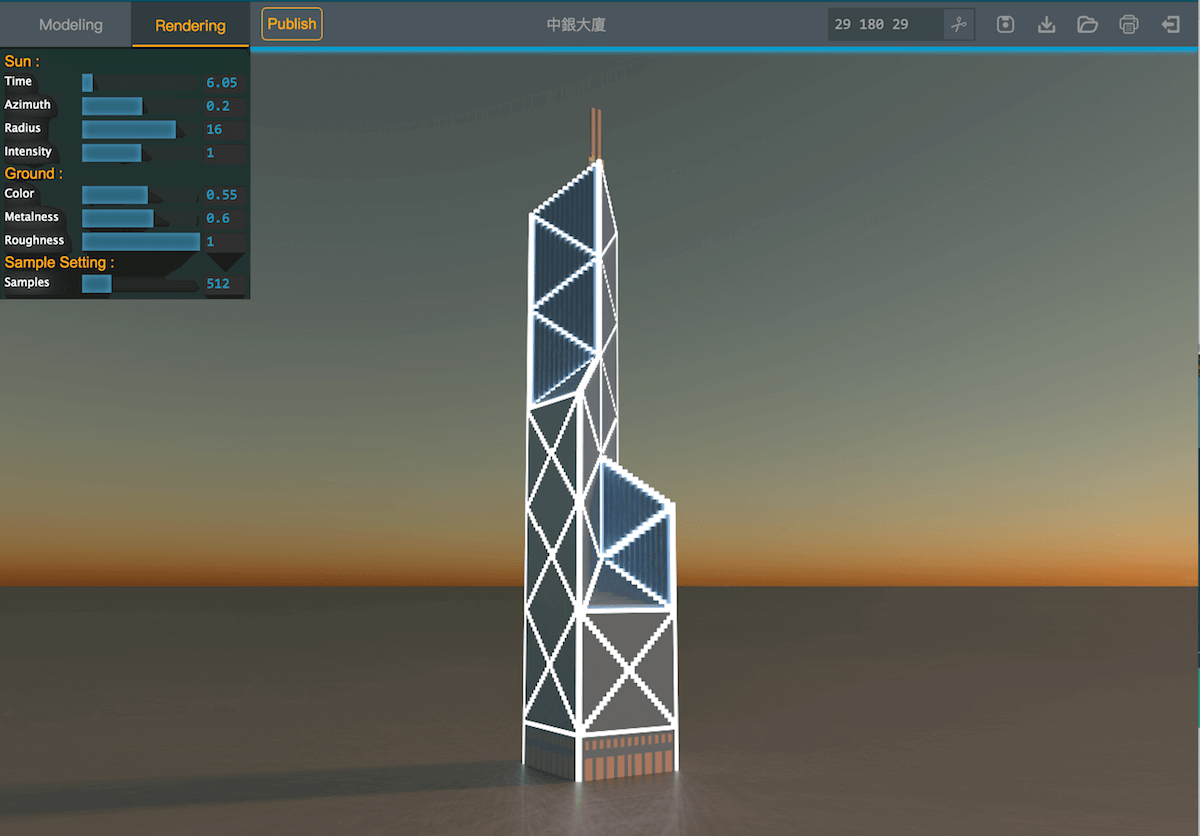 Modeling Rendering Publish 中銀大廈 29 180 29
Sun :
Time 6.05
Azimuth 0.2
Radius 16
Intensity 1
Ground :
Color 0.55
Metalness 0.6
Roughness 1
Sample Setting :
Samples 512